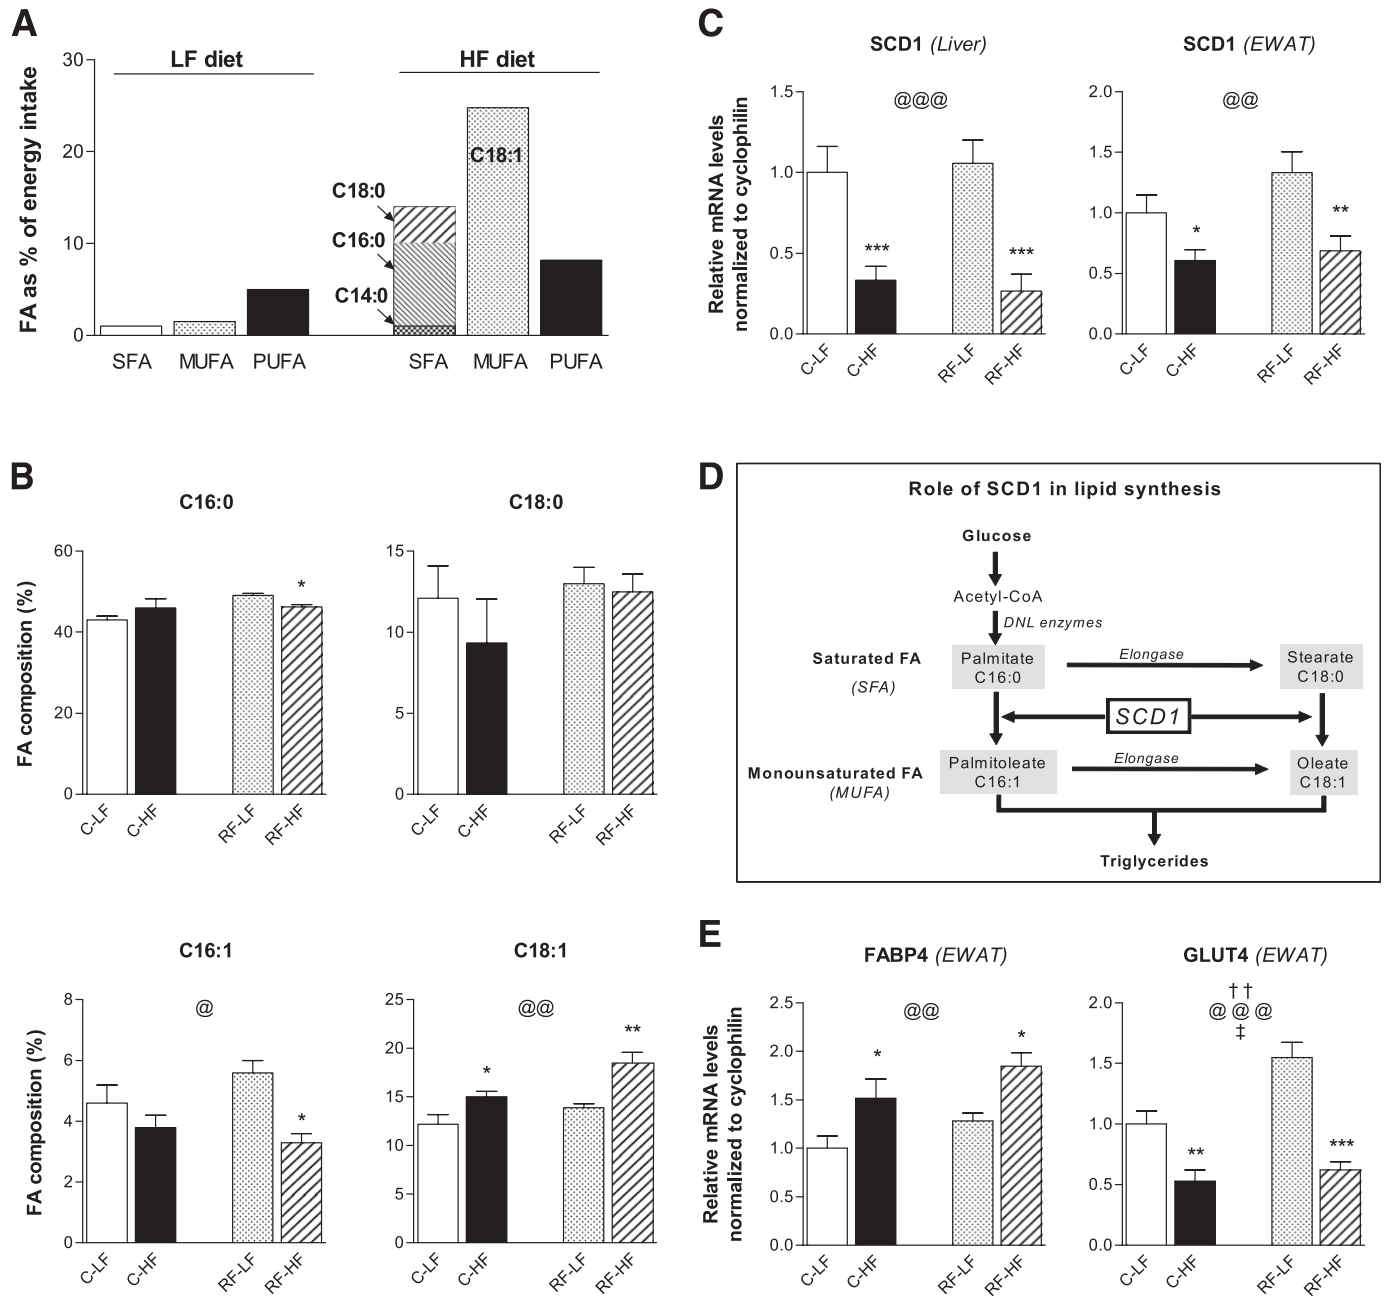 A
LF diet
HF diet
FA as % of energy intake
30
20
10
0
C18:0
C16:0
C14:0
C18:1
SFA
MUFA
PUFA
SFA
MUFA
PUFA
B
C16:0
FA composition (%)
60
40
20
0
C-LF
C-HF
RF-LF
RF-HF
*
C18:0
15
10
5
0
C-LF
C-HF
RF-LF
RF-HF
C16:1
@
FA composition (%)
8
6
4
2
0
*
C-LF
C-HF
RF-LF
RF-HF
C18:1
@@
25
20
15
10
5
0
*
**
C-LF
C-HF
RF-LF
RF-HF
C
SCD1 (Liver)
@@@
Relative mRNA levels
normalized to cyclophilin
1.5
1.0
0.5
0.0
***
***
C-LF
C-HF
RF-LF
RF-HF
SCD1 (EWAT)
@@
2.0
1.5
1.0
0.5
0.0
*
**
C-LF
C-HF
RF-LF
RF-HF
D
Role of SCD1 in lipid synthesis
Glucose
Acetyl-CoA
DNL enzymes
Saturated FA
(SFA)
Palmitate
C16:0
Elongase
Stearate
C18:0
SCD1
Monounsaturated FA
(MUFA)
Palmitoleate
C16:1
Elongase
Oleate
C18:1
Triglycerides
E
FABP4 (EWAT)
@@
Relative mRNA levels
normalized to cyclophilin
2.5
2.0
1.5
1.0
0.5
0.0
*
*
C-LF
C-HF
RF-LF
RF-HF
GLUT4 (EWAT)
† †
@ @ @
‡
2.0
1.5
1.0
0.5
0.0
**
***
C-LF
C-HF
RF-LF
RF-HF